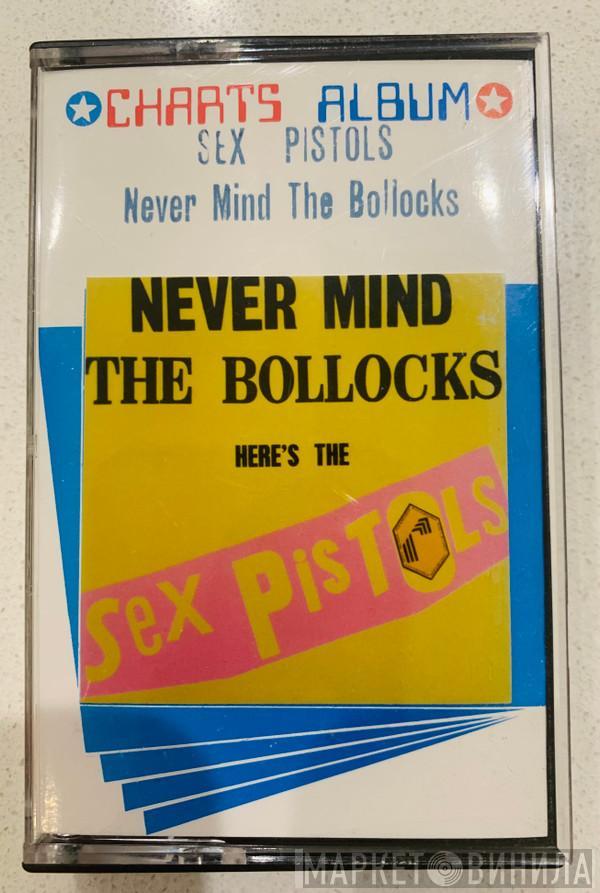 CHARTS ALBUM
SEX PISTOLS
Never Mind The Bollocks
NEVER MIND
THE BOLLOCKS
HERE'S THE
Sex PisTOLS
МАРКЕТ ВИНИЛА